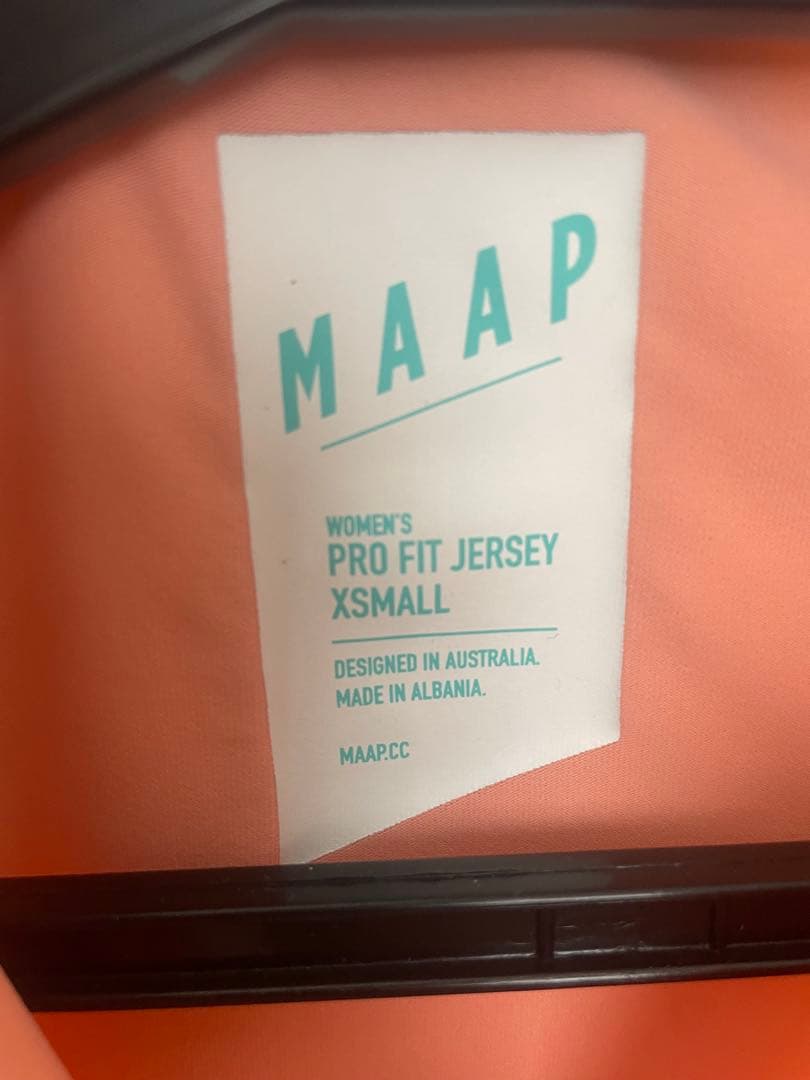 MAAP
WOMEN'S
PRO FIT JERSEY
XSMALL
DESIGNED IN AUSTRALIA.
MADE IN ALBANIA.
MAAP.CC